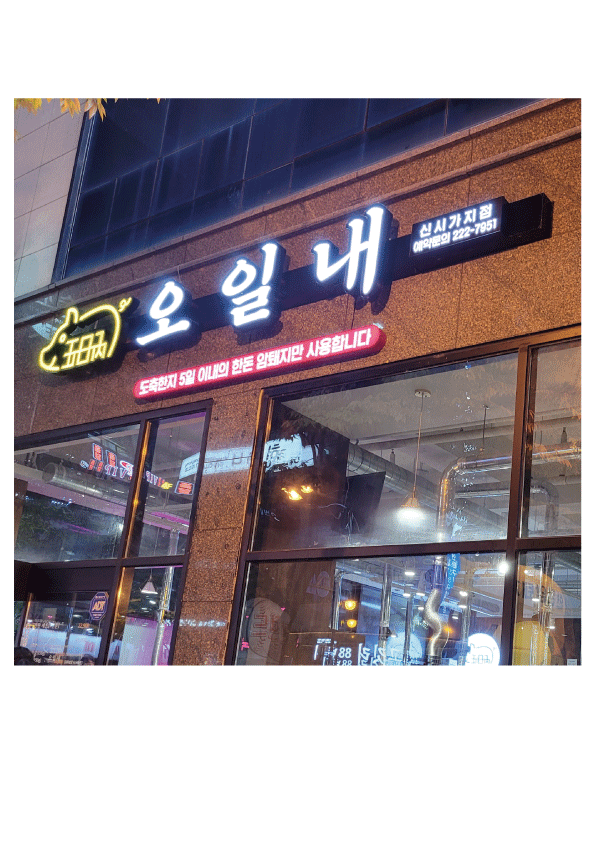 오일내
신시가지점
예약문의 222-7951
도축한지 5일 이내의 한돈 암퇘지만 사용합니다
ADT